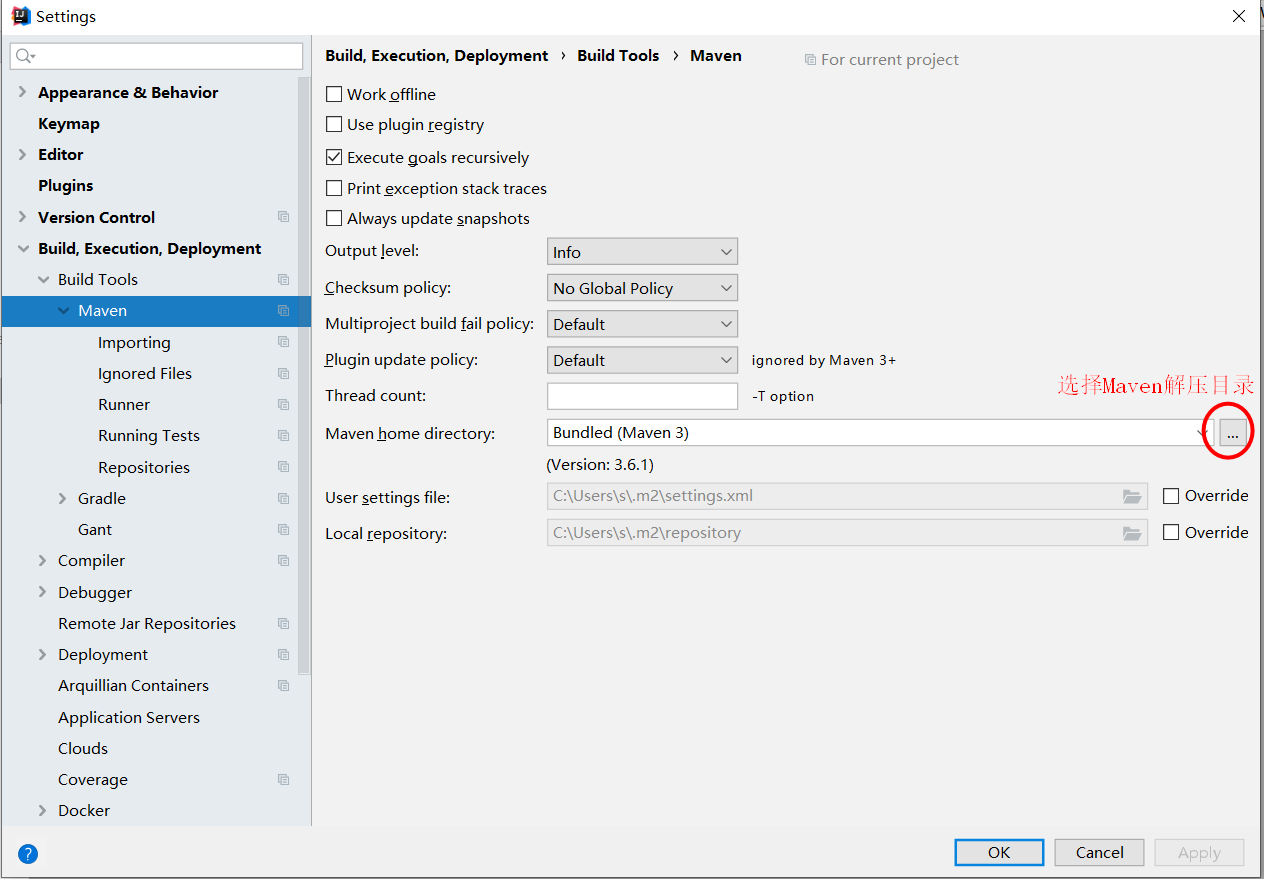 Settings
Build, Execution, Deployment › Build Tools › Maven
For current project
Appearance & Behavior
Keymap
Editor
Plugins
Version Control
Build, Execution, Deployment
Build Tools
Maven
Importing
Ignored Files
Runner
Running Tests
Repositories
Gradle
Gant
Compiler
Debugger
Remote Jar Repositories
Deployment
Arquillian Containers
Application Servers
Clouds
Coverage
Docker
Work offline
Use plugin registry
Execute goals recursively
Print exception stack traces
Always update snapshots
Output level: Info
Checksum policy: No Global Policy
Multiproject build fail policy: Default
Plugin update policy: Default ignored by Maven 3+
Thread count: -T option
选择Maven解压目录
Maven home directory: Bundled (Maven 3) ...
(Version: 3.6.1)
User settings file: C:\Users\s\.m2\settings.xml Override
Local repository: C:\Users\s\.m2\repository Override
? OK Cancel Apply